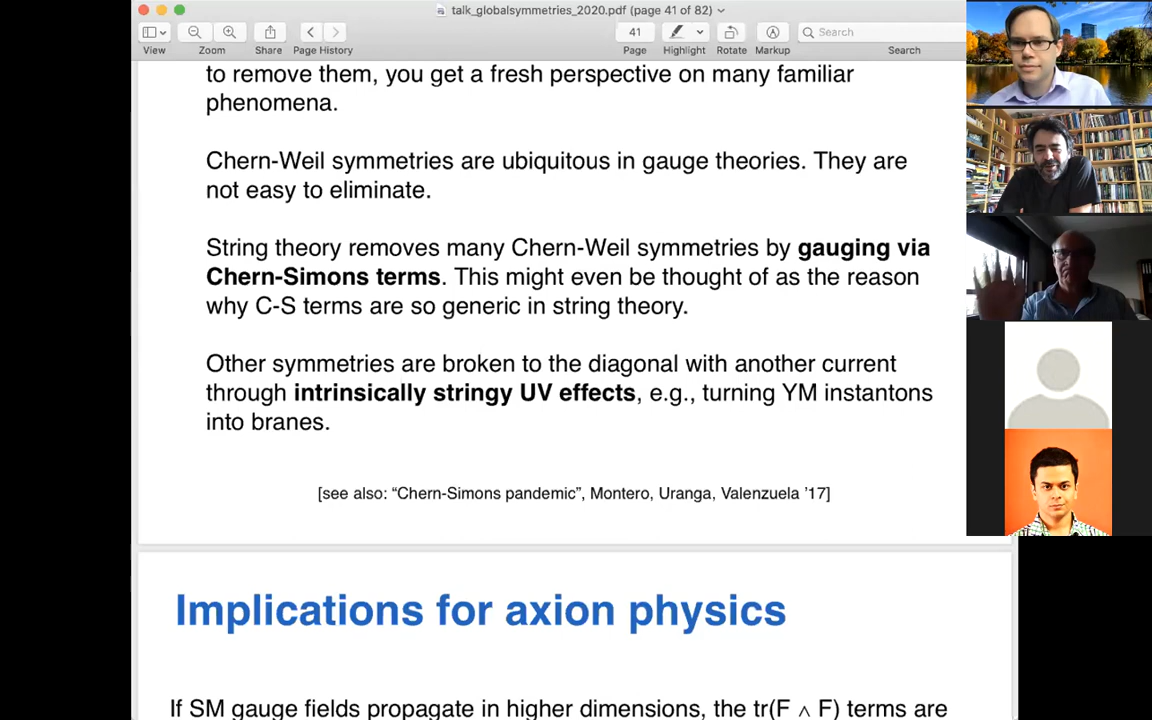 talk_globalsymmetries_2020.pdf (page 41 of 82)
41
Search
View
Zoom
Share
Page History
Page
Highlight
Rotate
Markup
Search
to remove them, you get a fresh perspective on many familiar
phenomena.
Chern-Weil symmetries are ubiquitous in gauge theories. They are
not easy to eliminate.
String theory removes many Chern-Weil symmetries by gauging via
Chern-Simons terms. This might even be thought of as the reason
why C-S terms are so generic in string theory.
Other symmetries are broken to the diagonal with another current
through intrinsically stringy UV effects, e.g., turning YM instantons
into branes.
[see also: “Chern-Simons pandemic”, Montero, Uranga, Valenzuela ’17]
Implications for axion physics
If SM gauge fields propagate in higher dimensions, the tr(F ∧ F) terms are